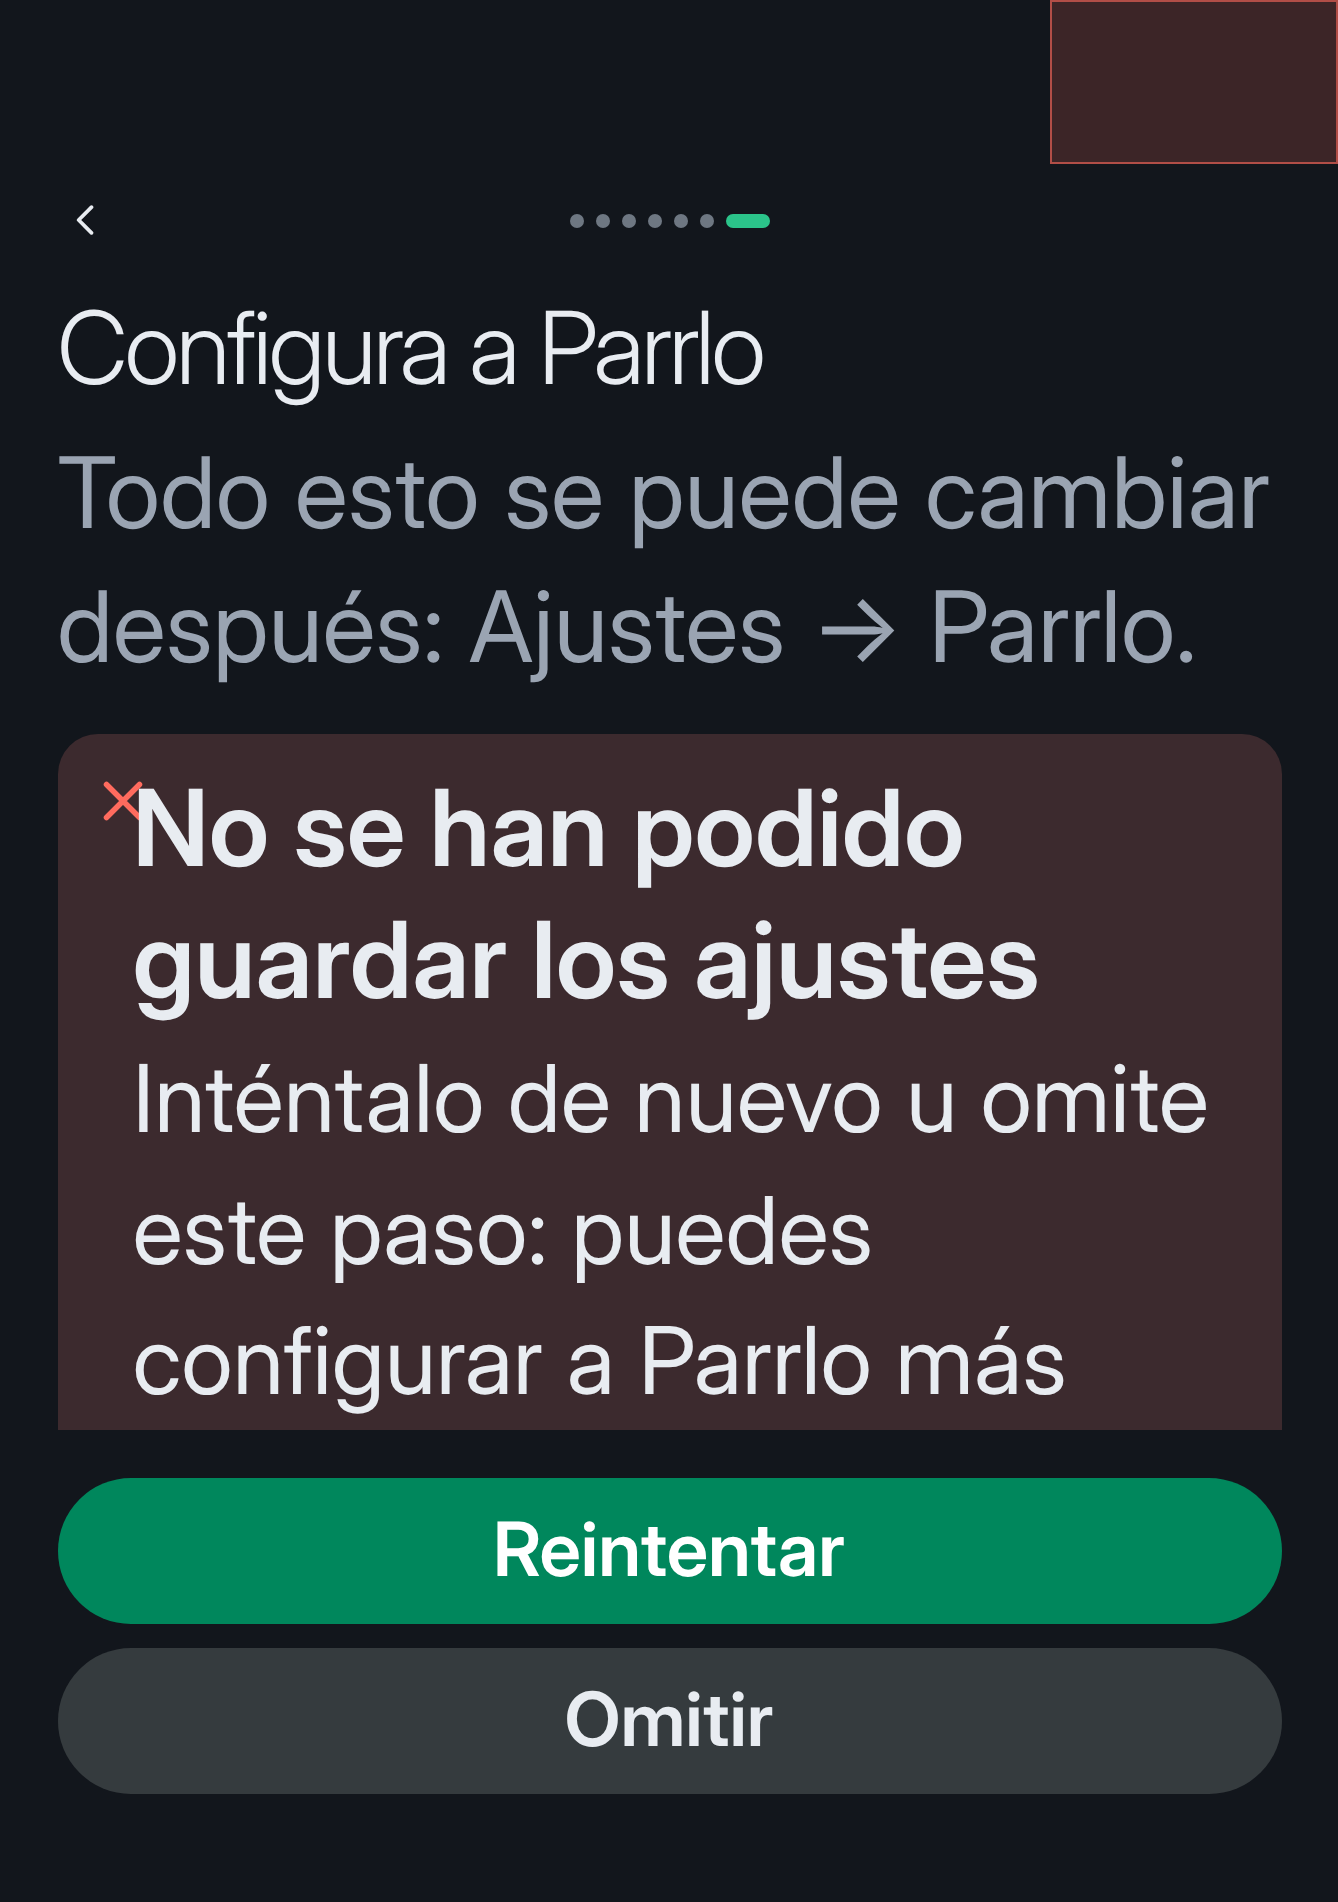 Configura a Parrlo
Todo esto se puede cambiar
después: Ajustes → Parrlo.
No se han podido
guardar los ajustes
Inténtalo de nuevo u omite
este paso: puedes
configurar a Parrlo más
Reintentar
Omitir